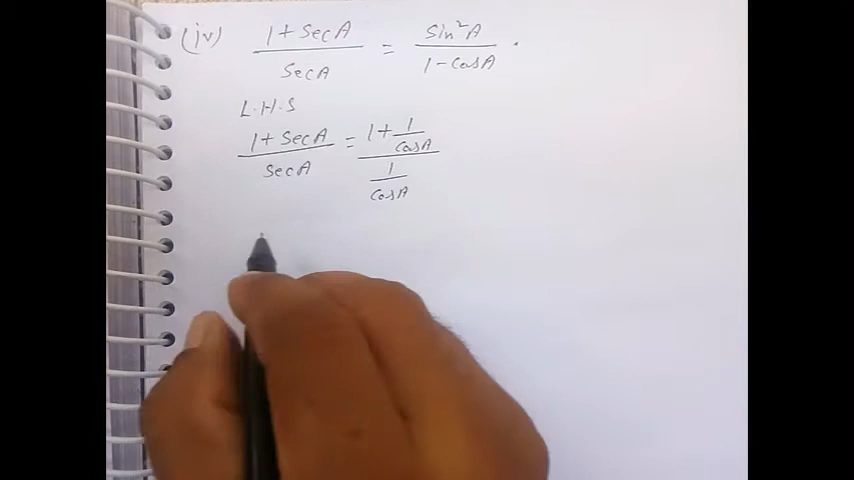 (iv) (1 + SecA)/(SecA) = (Sin²A)/(1 - CosA) .
L.H.S
(1 + SecA)/(SecA) = (1 + 1/CosA)/(1/CosA)